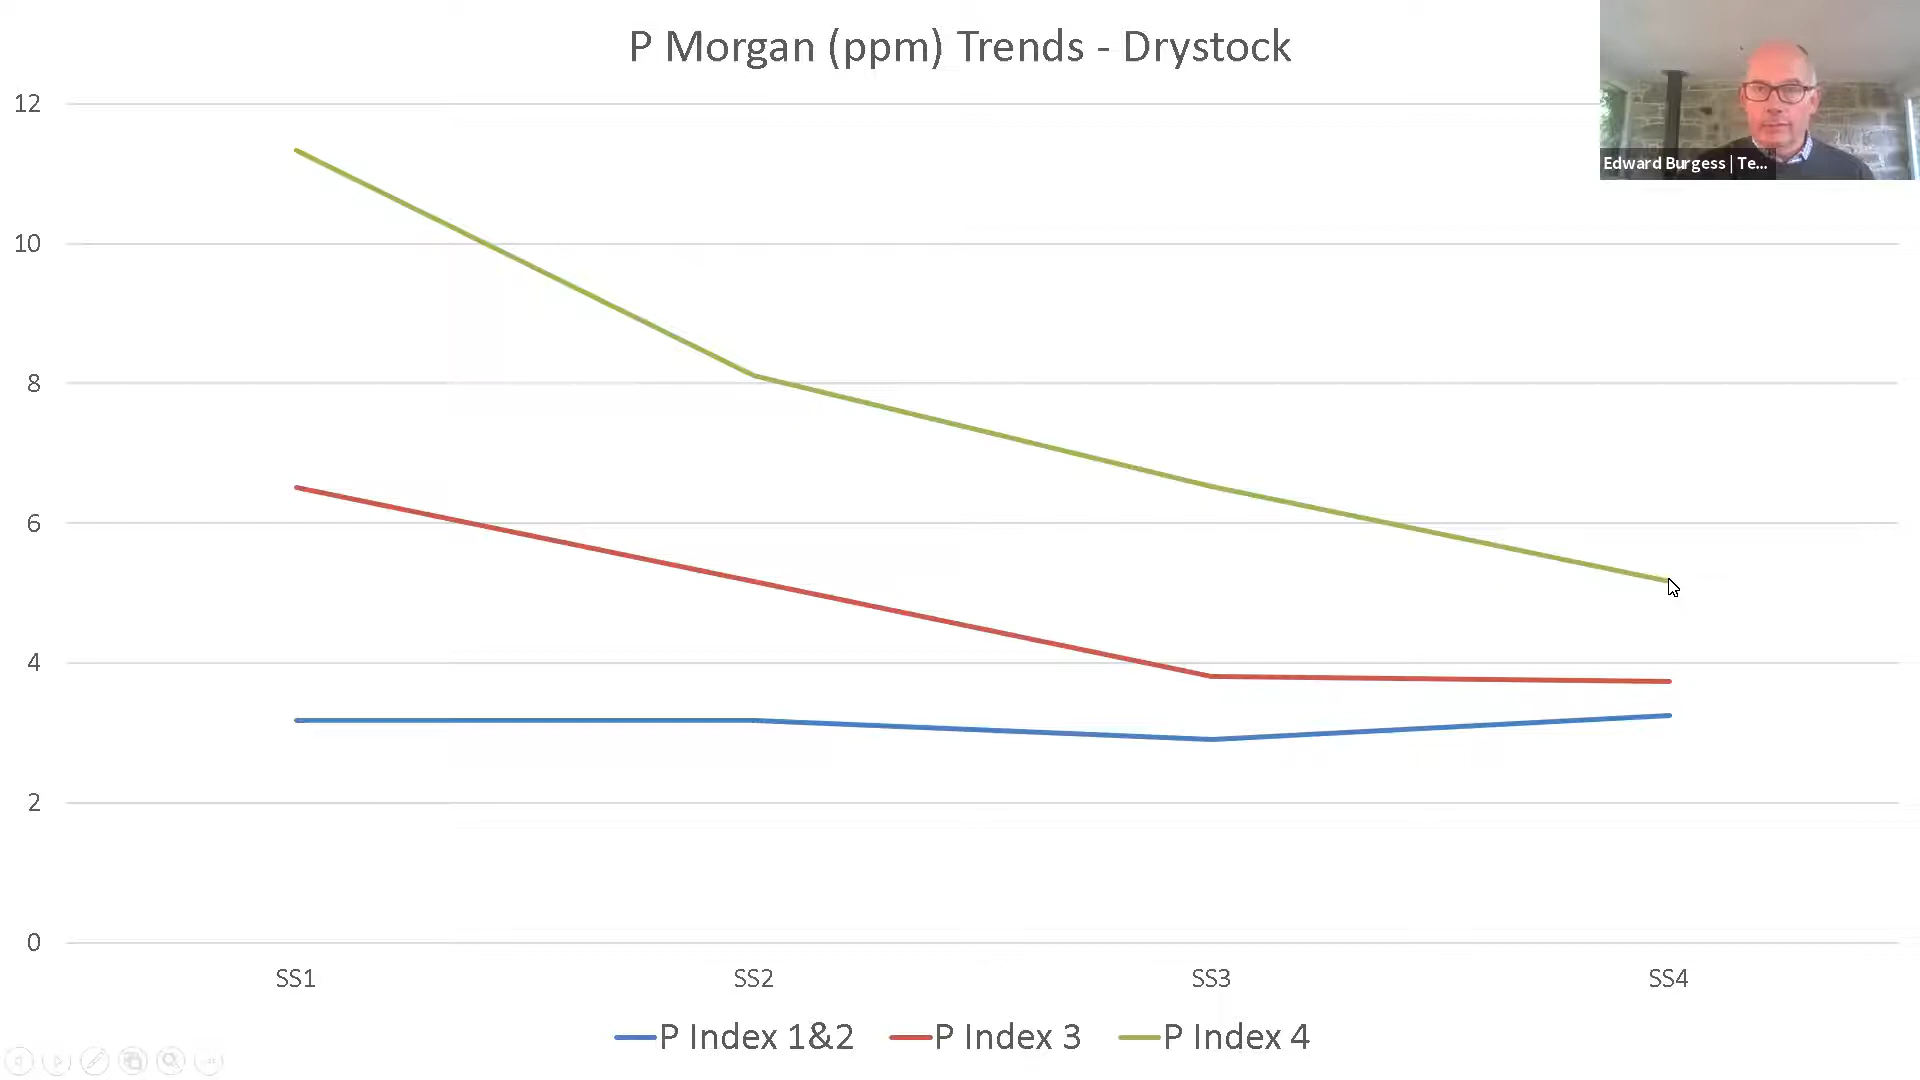 P Morgan (ppm) Trends - Drystock
Edward Burgess | Te...
12
10
8
6
4
2
0
SS1 SS2 SS3 SS4
P Index 1&2 P Index 3 P Index 4